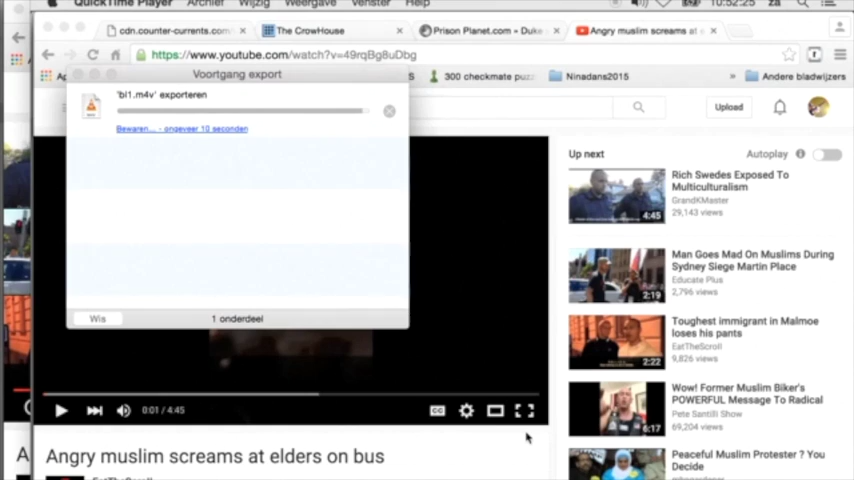 QuickTime Player Archief Wijzig Weergave Venster Help 10:52:25 za
cdn.counter-currents.com/ The CrowHouse Prison Planet.com » Duke Angry muslim screams at e
https://www.youtube.com/watch?v=49rqBg8uDbg
Voortgang export
300 checkmate puz Ninadans2015 » Andere bladwijzers
'bl1.m4v' exporteren
Bewaren... - ongeveer 10 seconden
Wis 1 onderdeel
Upload
Up next Autoplay
Rich Swedes Exposed To
Multiculturalism
GrandKMaster
29,143 views
4:45
Man Goes Mad On Muslims During
Sydney Siege Martin Place
Educate Plus
2,796 views
2:19
Toughest immigrant in Malmoe
loses his pants
EatTheScroll
9,826 views
2:22
Wow! Former Muslim Biker's
POWERFUL Message To Radical
Pete Santilli Show
69,204 views
6:17
Peaceful Muslim Protester ? You
Decide
0:01 / 4:45 CC
Angry muslim screams at elders on bus
EatTheScroll